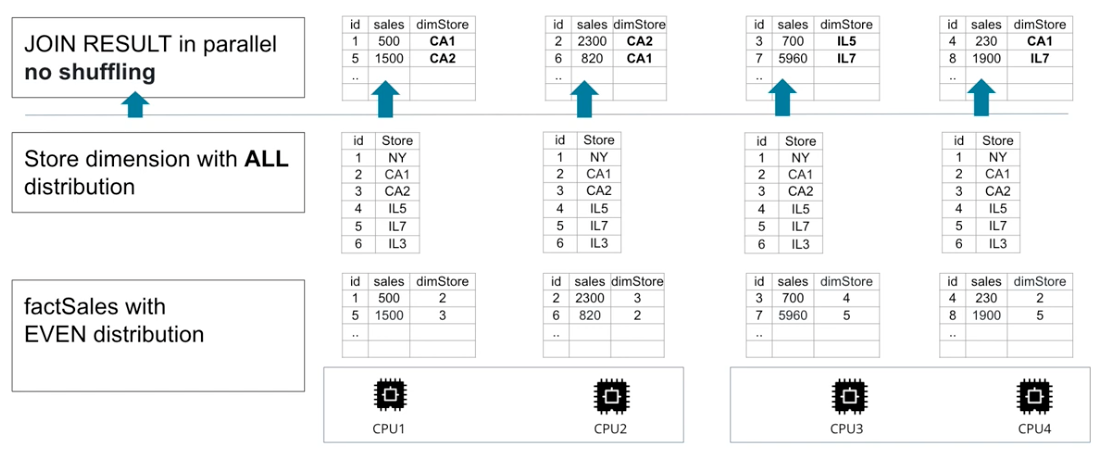 JOIN RESULT in parallel
no shuffling
id sales dimStore
1 500 CA1
5 1500 CA2
..
id sales dimStore
2 2300 CA2
6 820 CA1
..
id sales dimStore
3 700 IL5
7 5960 IL7
..
id sales dimStore
4 230 CA1
8 1900 IL7
..
Store dimension with ALL
distribution
id Store
1 NY
2 CA1
3 CA2
4 IL5
5 IL7
6 IL3
id Store
1 NY
2 CA1
3 CA2
4 IL5
5 IL7
6 IL3
id Store
1 NY
2 CA1
3 CA2
4 IL5
5 IL7
6 IL3
id Store
1 NY
2 CA1
3 CA2
4 IL5
5 IL7
6 IL3
factSales with
EVEN distribution
id sales dimStore
1 500 2
5 1500 3
..
id sales dimStore
2 2300 3
6 820 2
..
id sales dimStore
3 700 4
7 5960 5
..
id sales dimStore
4 230 2
8 1900 5
..
CPU1
CPU2
CPU3
CPU4